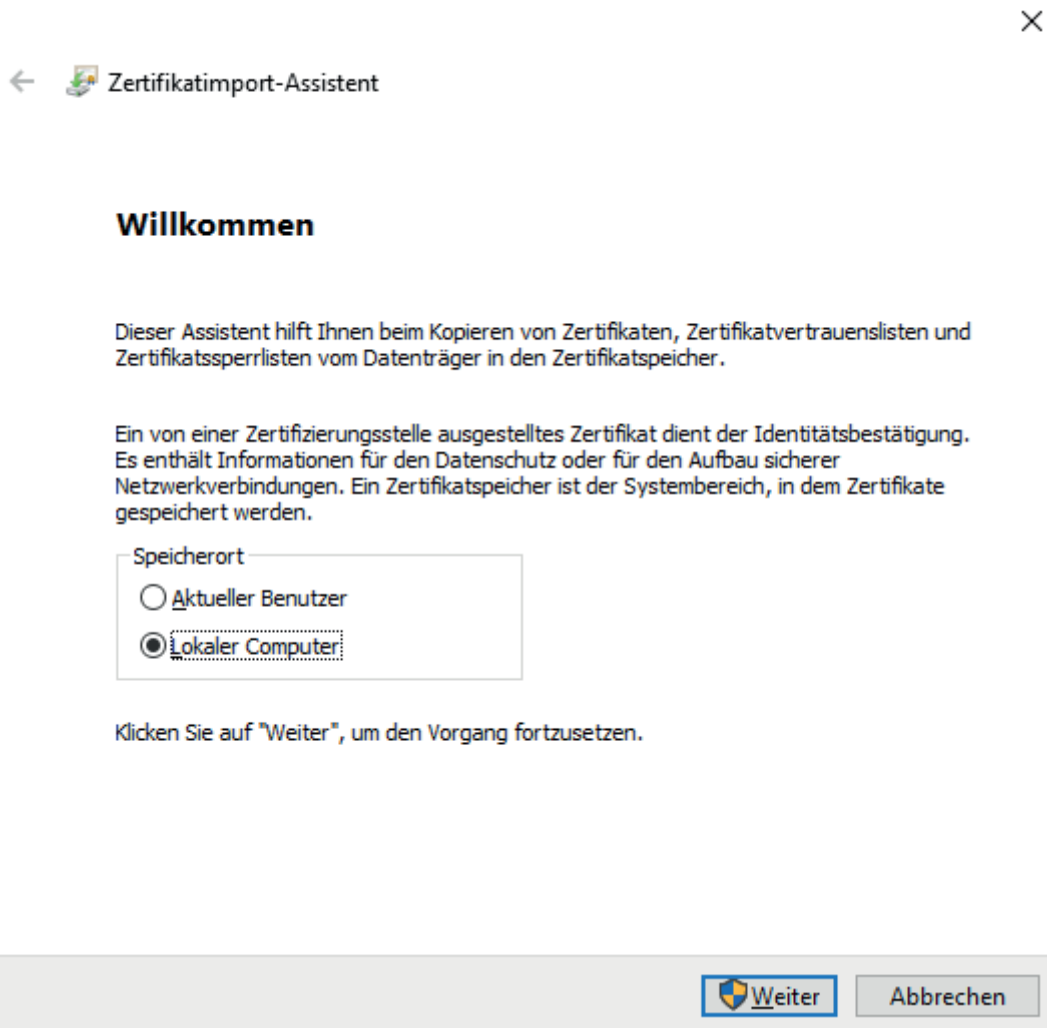 Zertifikatimport-Assistent
Willkommen
Dieser Assistent hilft Ihnen beim Kopieren von Zertifikaten, Zertifikatvertrauenslisten und
Zertifikatssperrlisten vom Datenträger in den Zertifikatspeicher.
Ein von einer Zertifizierungsstelle ausgestelltes Zertifikat dient der Identitätsbestätigung.
Es enthält Informationen für den Datenschutz oder für den Aufbau sicherer
Netzwerkverbindungen. Ein Zertifikatspeicher ist der Systembereich, in dem Zertifikate
gespeichert werden.
Speicherort
Aktueller Benutzer
Lokaler Computer
Klicken Sie auf "Weiter", um den Vorgang fortzusetzen.
Weiter
Abbrechen